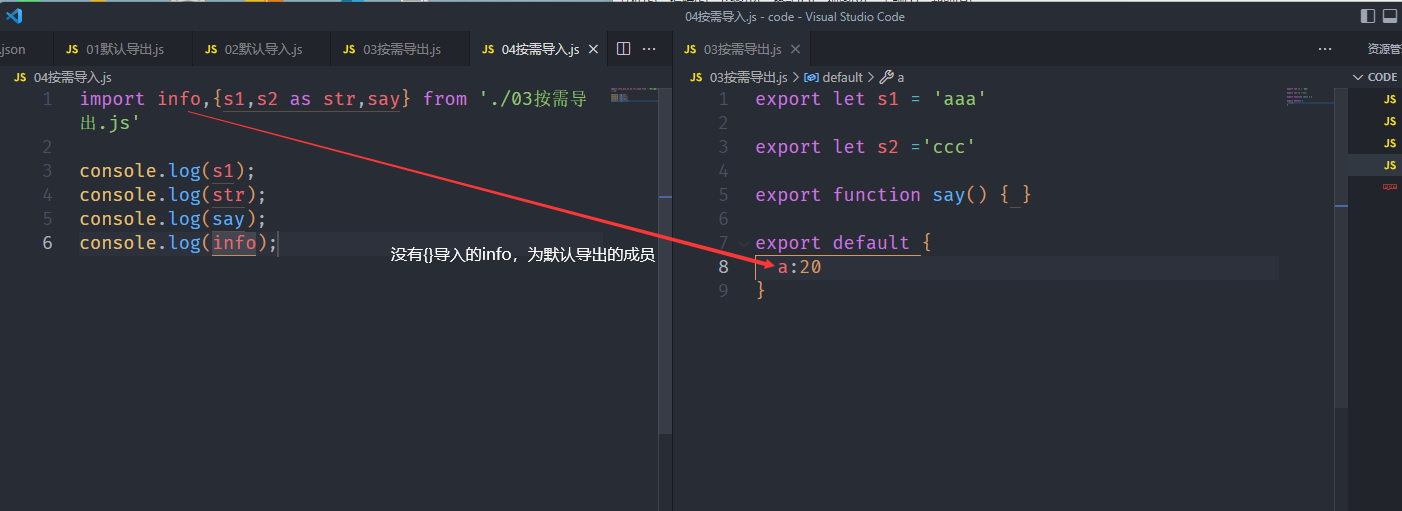 04按需导入.js - code - Visual Studio Code
.json
JS 01默认导出.js
JS 02默认导入.js
JS 03按需导出.js
JS 04按需导入.js
JS 03按需导出.js
资源管
JS 04按需导入.js
1 import info,{s1,s2 as str,say} from './03按需导
出.js'
2
3 console.log(s1);
4 console.log(str);
5 console.log(say);
6 console.log(info);
没有{}导入的info，为默认导出的成员
JS 03按需导出.js > default > a
1 export let s1 = 'aaa'
2
3 export let s2 ='ccc'
4
5 export function say() { }
6
7 export default {
8 a:20
9 }
CODE
JS
JS
JS
JS